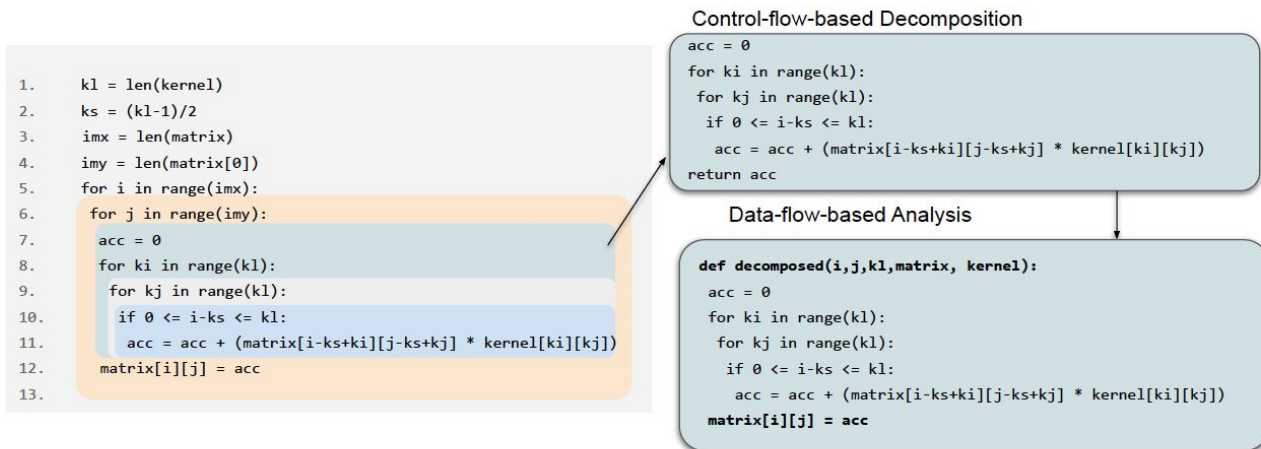 1. kl = len(kernel)
2. ks = (kl-1)/2
3. imx = len(matrix)
4. imy = len(matrix[0])
5. for i in range(imx):
6. for j in range(imy):
7. acc = 0
8. for ki in range(kl):
9. for kj in range(kl):
10. if 0 <= i-ks <= kl:
11. acc = acc + (matrix[i-ks+ki][j-ks+kj] * kernel[ki][kj])
12. matrix[i][j] = acc
13.
Control-flow-based Decomposition
acc = 0
for ki in range(kl):
for kj in range(kl):
if 0 <= i-ks <= kl:
acc = acc + (matrix[i-ks+ki][j-ks+kj] * kernel[ki][kj])
return acc
Data-flow-based Analysis
def decomposed(i,j,kl,matrix, kernel):
acc = 0
for ki in range(kl):
for kj in range(kl):
if 0 <= i-ks <= kl:
acc = acc + (matrix[i-ks+ki][j-ks+kj] * kernel[ki][kj])
matrix[i][j] = acc